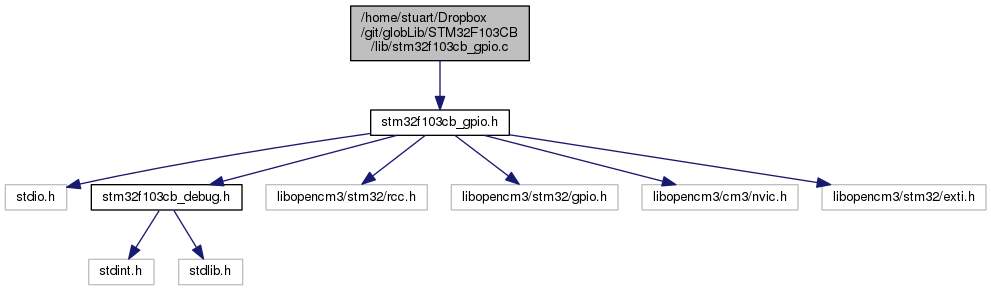 /home/stuart/Dropbox
/git/globLib/STM32F103CB
/lib/stm32f103cb_gpio.c
stm32f103cb_gpio.h
stdio.h
stm32f103cb_debug.h
libopencm3/stm32/rcc.h
libopencm3/stm32/gpio.h
libopencm3/cm3/nvic.h
libopencm3/stm32/exti.h
stdint.h
stdlib.h